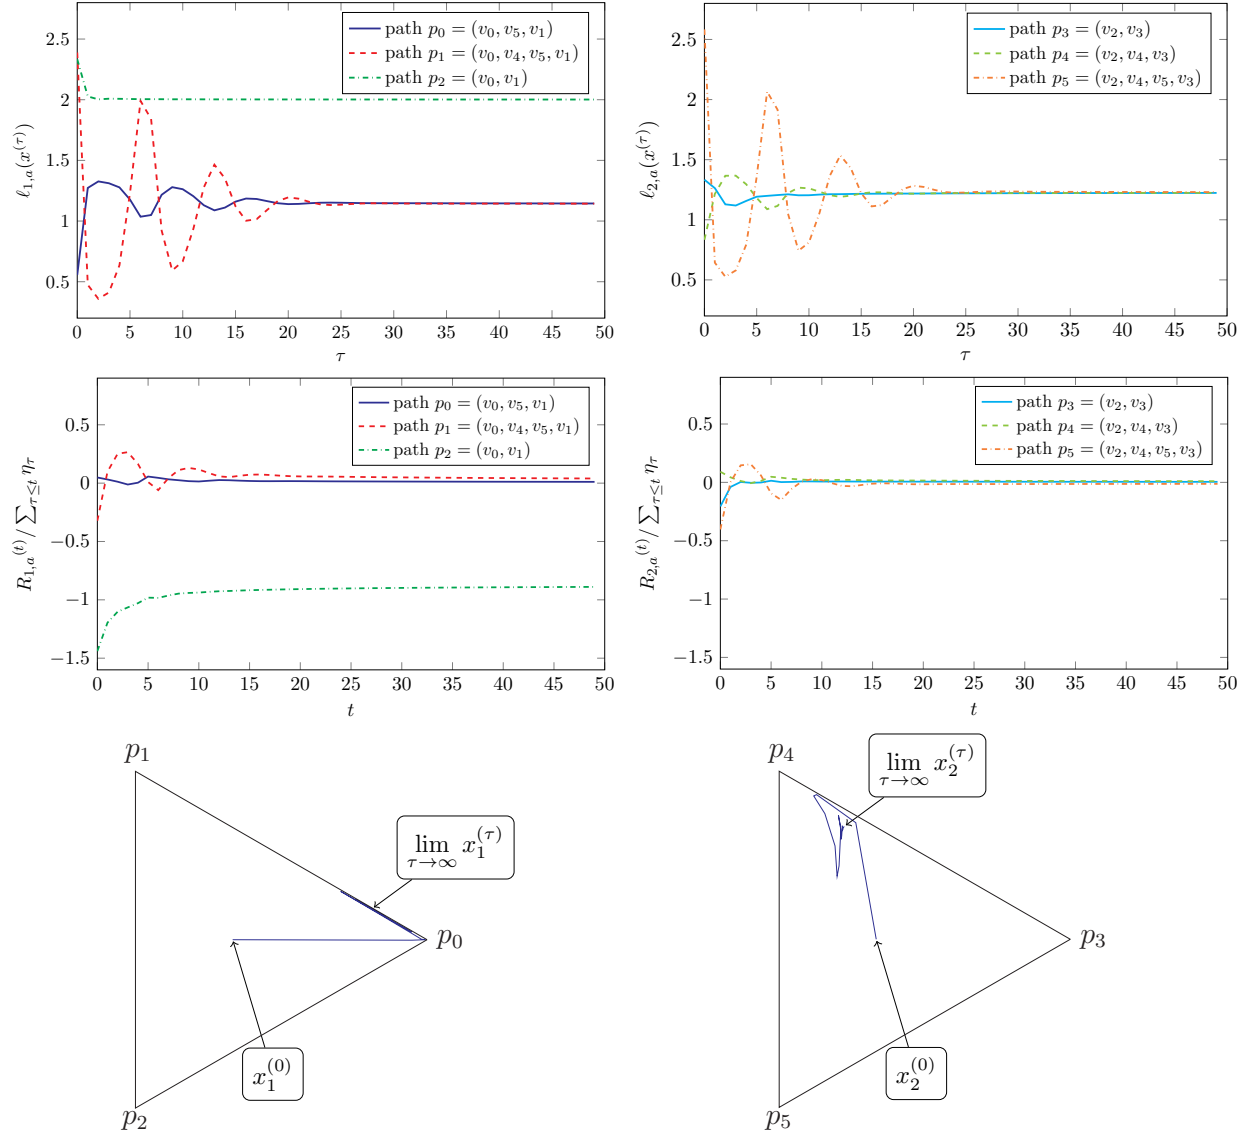 path p₀ = (v₀, v₅, v₁)
path p₁ = (v₀, v₄, v₅, v₁)
path p₂ = (v₀, v₁)
2.5
2
1.5
1
0.5
ℓ₁,ₐ(x^(τ))
0 5 10 15 20 25 30 35 40 45 50
τ
path p₃ = (v₂, v₃)
path p₄ = (v₂, v₄, v₃)
path p₅ = (v₂, v₄, v₅, v₃)
2.5
2
1.5
1
0.5
ℓ₂,ₐ(x^(τ))
0 5 10 15 20 25 30 35 40 45 50
τ
path p₀ = (v₀, v₅, v₁)
path p₁ = (v₀, v₄, v₅, v₁)
path p₂ = (v₀, v₁)
0.5
0
−0.5
−1
−1.5
R₁,ₐ^(t) / ∑_{τ≤t} η_τ
0 5 10 15 20 25 30 35 40 45 50
t
path p₃ = (v₂, v₃)
path p₄ = (v₂, v₄, v₃)
path p₅ = (v₂, v₄, v₅, v₃)
0.5
0
−0.5
−1
−1.5
R₂,ₐ^(t) / ∑_{τ≤t} η_τ
0 5 10 15 20 25 30 35 40 45 50
t
p₁
lim_{τ→∞} x₁^(τ)
p₀
x₁^(0)
p₂
p₄
lim_{τ→∞} x₂^(τ)
p₃
x₂^(0)
p₅